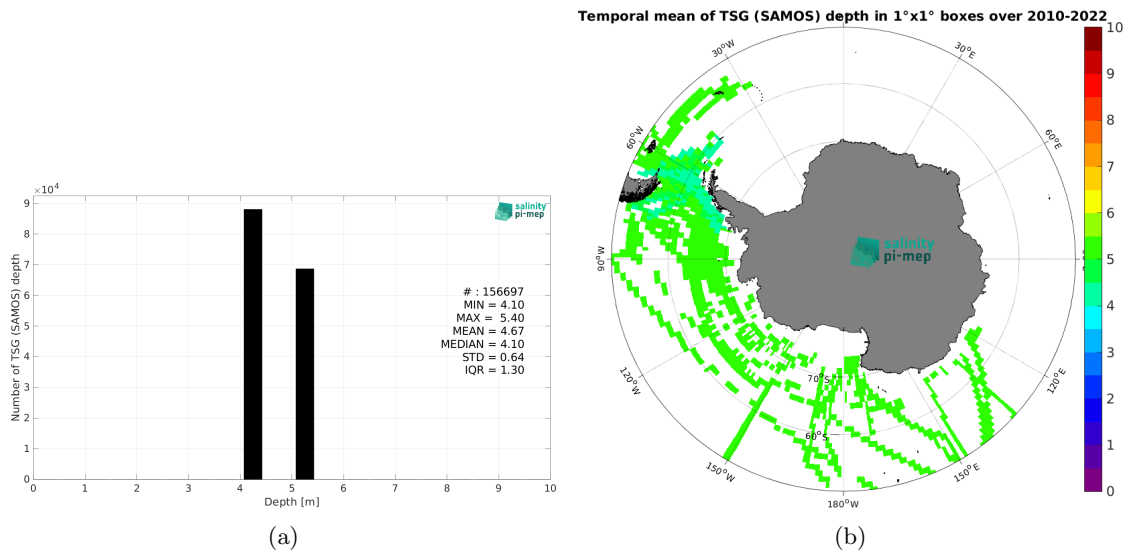 Temporal mean of TSG (SAMOS) depth in 1°x1° boxes over 2010-2022
×10⁴
9
8
7
6
5
4
3
2
1
0
Number of TSG (SAMOS) depth
0 1 2 3 4 5 6 7 8 9 10
Depth [m]
salinity
pi-mep
# : 156697
MIN = 4.10
MAX = 5.40
MEAN = 4.67
MEDIAN = 4.10
STD = 0.64
IQR = 1.30
(a)
30°W
30°E
60°W
60°E
90°W
120°W
120°E
150°W
150°E
180°W
70°S
60°S
salinity
pi-mep
10
9
8
7
6
5
4
3
2
1
0
(b)